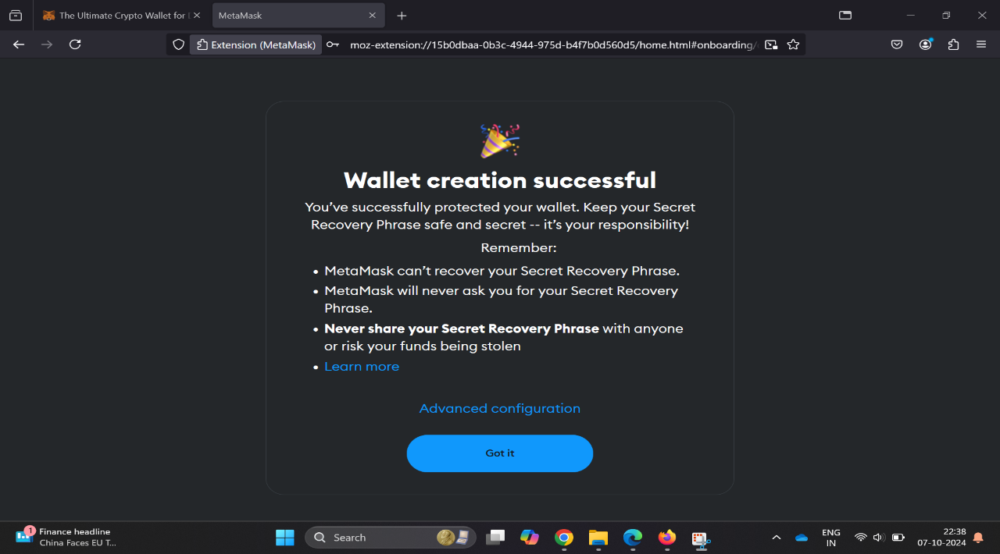 The Ultimate Crypto Wallet for
MetaMask
Extension (MetaMask)
moz-extension://15b0dbaa-0b3c-4944-975d-b4f7b0d560d5/home.html#onboarding/
Wallet creation successful
You’ve successfully protected your wallet. Keep your Secret
Recovery Phrase safe and secret -- it’s your responsibility!
Remember:
• MetaMask can’t recover your Secret Recovery Phrase.
• MetaMask will never ask you for your Secret Recovery
Phrase.
• Never share your Secret Recovery Phrase with anyone
or risk your funds being stolen
• Learn more
Advanced configuration
Got it
1
Finance headline
China Faces EU T...
Search
ENG
IN
22:38
07-10-2024